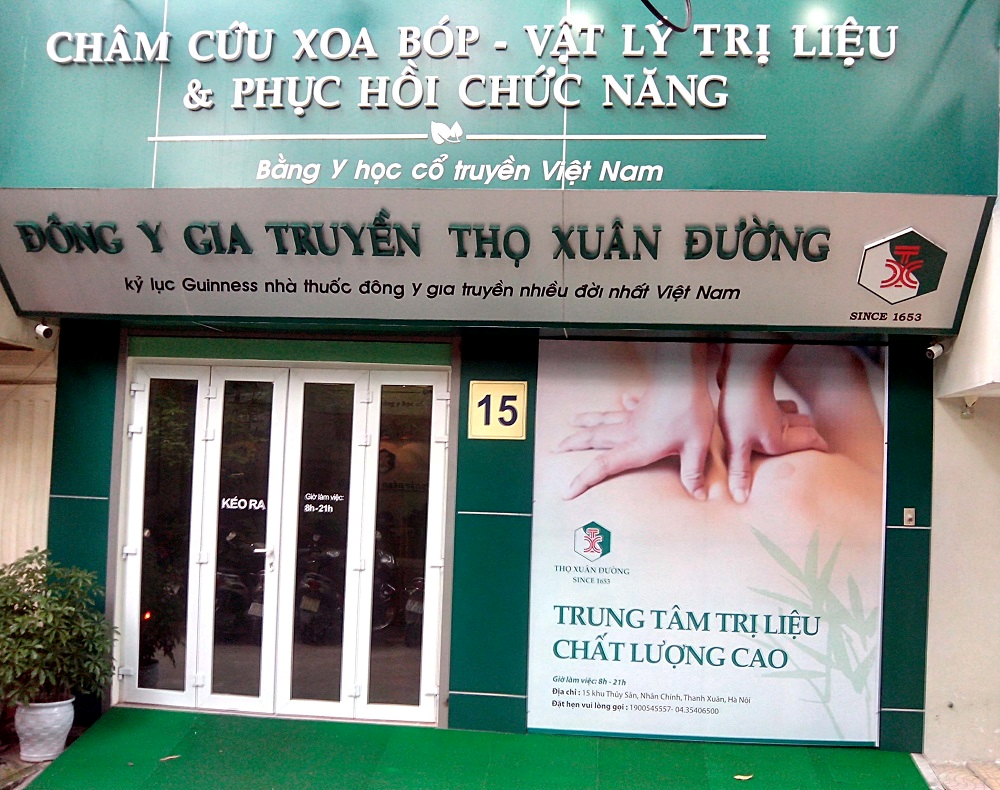 CHÂM CỨU XOA BÓP - VẬT LÝ TRỊ LIỆU
& PHỤC HỒI CHỨC NĂNG
Bằng Y học cổ truyền Việt Nam
ĐÔNG Y GIA TRUYỀN THỌ XUÂN ĐƯỜNG
kỷ lục Guinness nhà thuốc đông y gia truyền nhiều đời nhất Việt Nam
SINCE 1653
15
KÉO RA
Giờ làm việc:
8h-21h
THỌ XUÂN ĐƯỜNG
SINCE 1653
TRUNG TÂM TRỊ LIỆU
CHẤT LƯỢNG CAO
Giờ làm việc: 8h - 21h
Địa chỉ : 15 khu Thủy Sản, Nhân Chính, Thanh Xuân, Hà Nội
Đặt hẹn vui lòng gọi : 1900545557- 04.35406500